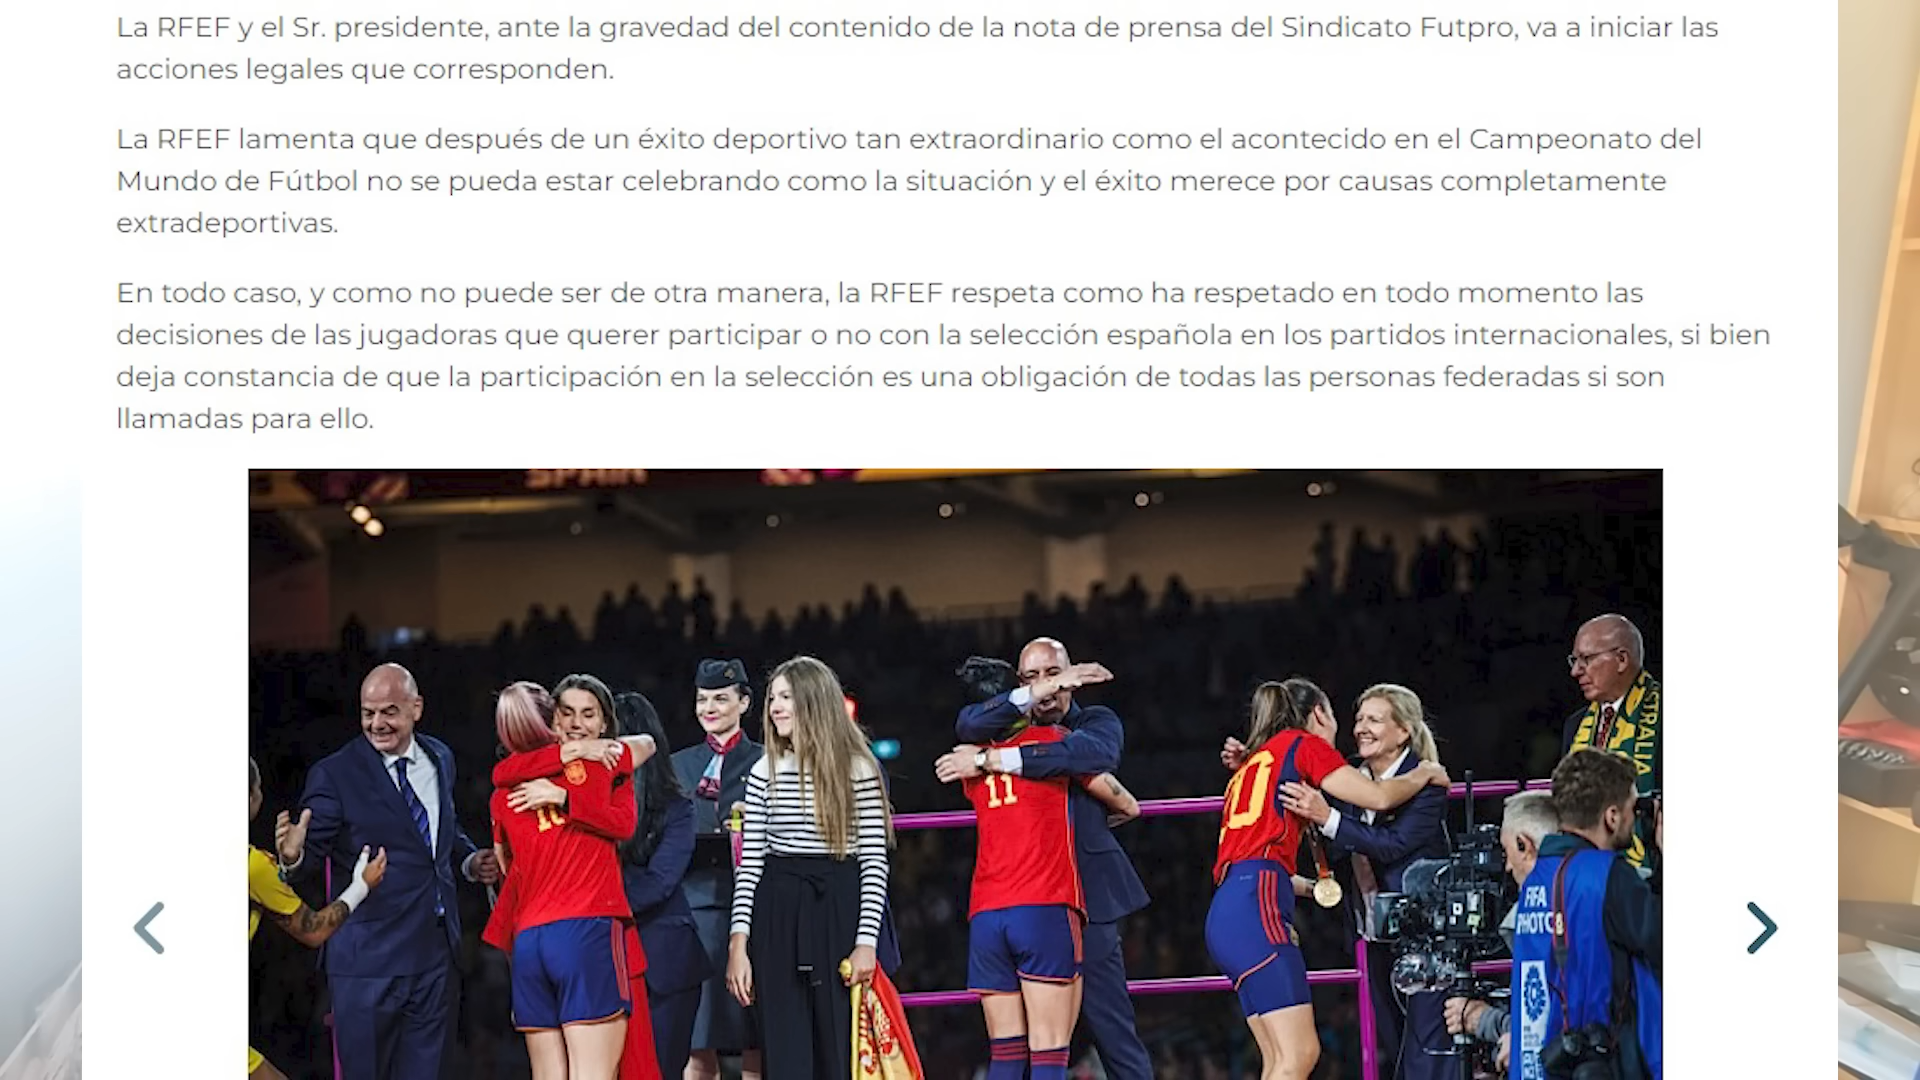 La RFEF y el Sr. presidente, ante la gravedad del contenido de la nota de prensa del Sindicato Futpro, va a iniciar las
acciones legales que corresponden.
La RFEF lamenta que después de un éxito deportivo tan extraordinario como el acontecido en el Campeonato del
Mundo de Fútbol no se pueda estar celebrando como la situación y el éxito merece por causas completamente
extradeportivas.
En todo caso, y como no puede ser de otra manera, la RFEF respeta como ha respetado en todo momento las
decisiones de las jugadoras que querer participar o no con la selección española en los partidos internacionales, si bien
deja constancia de que la participación en la selección es una obligación de todas las personas federadas si son
llamadas para ello.
SPAIN
11
FIFA
PHOTO